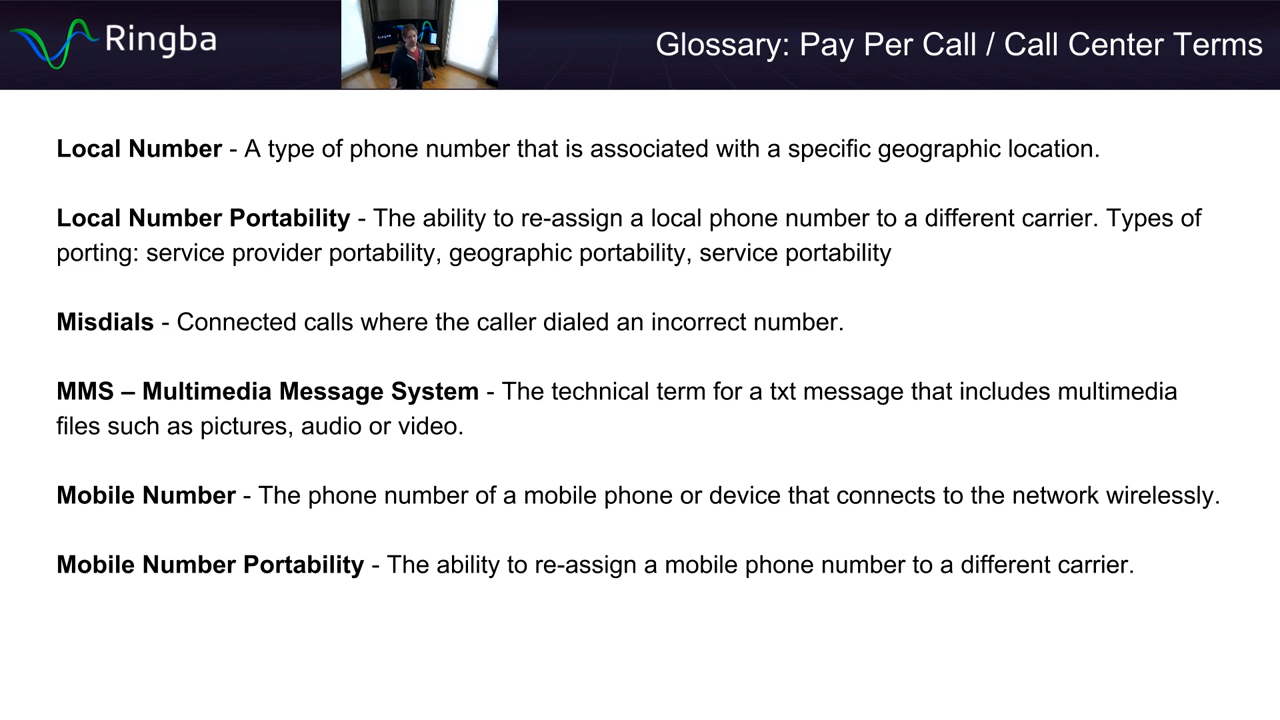 Ringba
Glossary: Pay Per Call / Call Center Terms
Local Number - A type of phone number that is associated with a specific geographic location.
Local Number Portability - The ability to re-assign a local phone number to a different carrier. Types of
porting: service provider portability, geographic portability, service portability
Misdials - Connected calls where the caller dialed an incorrect number.
MMS – Multimedia Message System - The technical term for a txt message that includes multimedia
files such as pictures, audio or video.
Mobile Number - The phone number of a mobile phone or device that connects to the network wirelessly.
Mobile Number Portability - The ability to re-assign a mobile phone number to a different carrier.